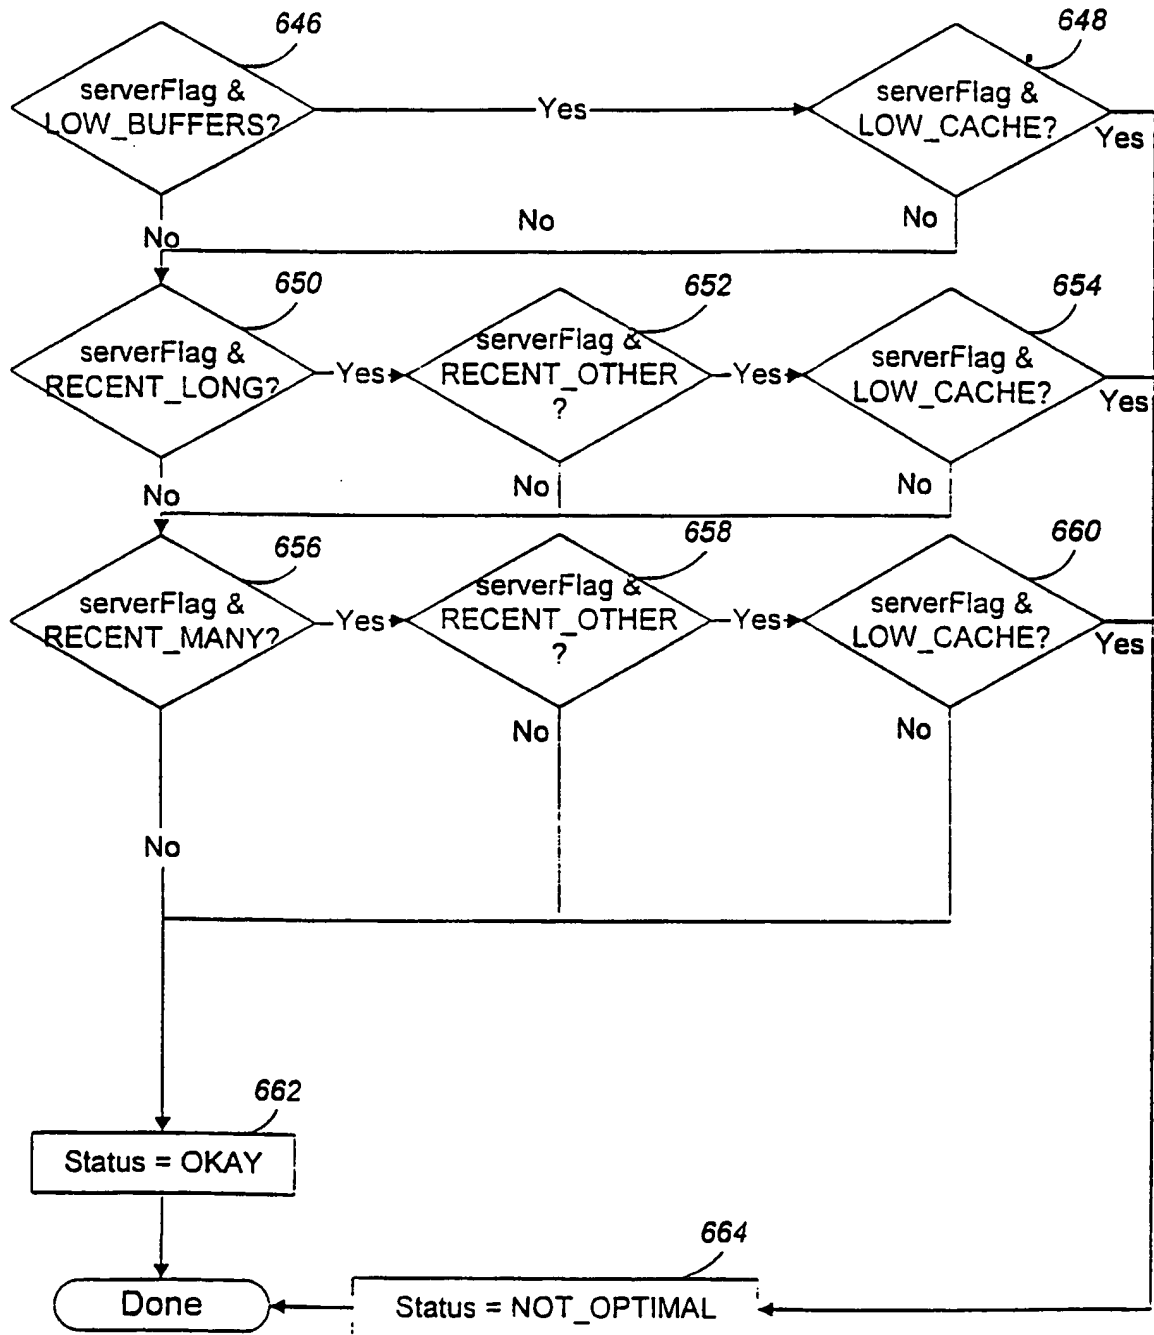 646
648
serverFlag &
LOW_BUFFERS?
Yes
serverFlag &
LOW_CACHE?
Yes
No
No
No
650
652
654
serverFlag &
RECENT_LONG?
Yes
serverFlag &
RECENT_OTHER
?
Yes
serverFlag &
LOW_CACHE?
Yes
No
No
No
656
658
660
serverFlag &
RECENT_MANY?
Yes
serverFlag &
RECENT_OTHER
?
Yes
serverFlag &
LOW_CACHE?
Yes
No
No
No
662
Status = OKAY
664
Done
Status = NOT_OPTIMAL